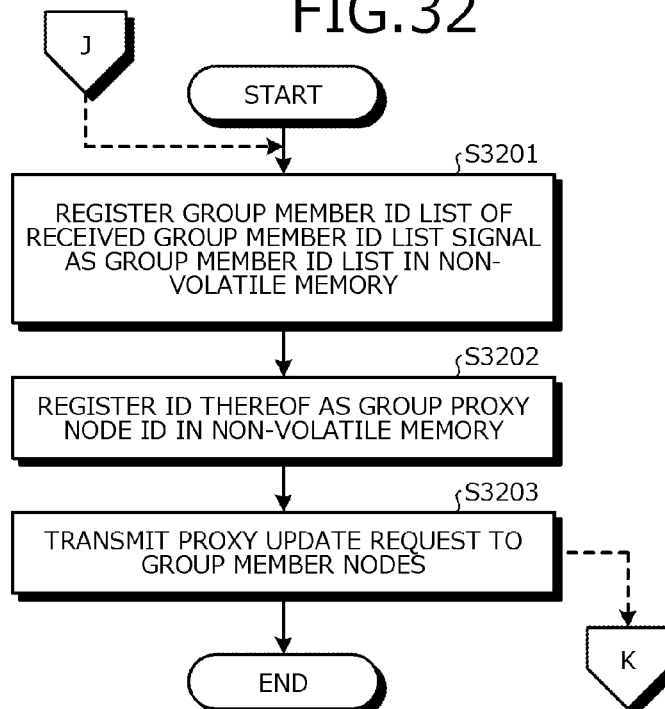 FIG.32
J
START
S3201
REGISTER GROUP MEMBER ID LIST OF
RECEIVED GROUP MEMBER ID LIST SIGNAL
AS GROUP MEMBER ID LIST IN NON-
VOLATILE MEMORY
S3202
REGISTER ID THEREOF AS GROUP PROXY
NODE ID IN NON-VOLATILE MEMORY
S3203
TRANSMIT PROXY UPDATE REQUEST TO
GROUP MEMBER NODES
K
END